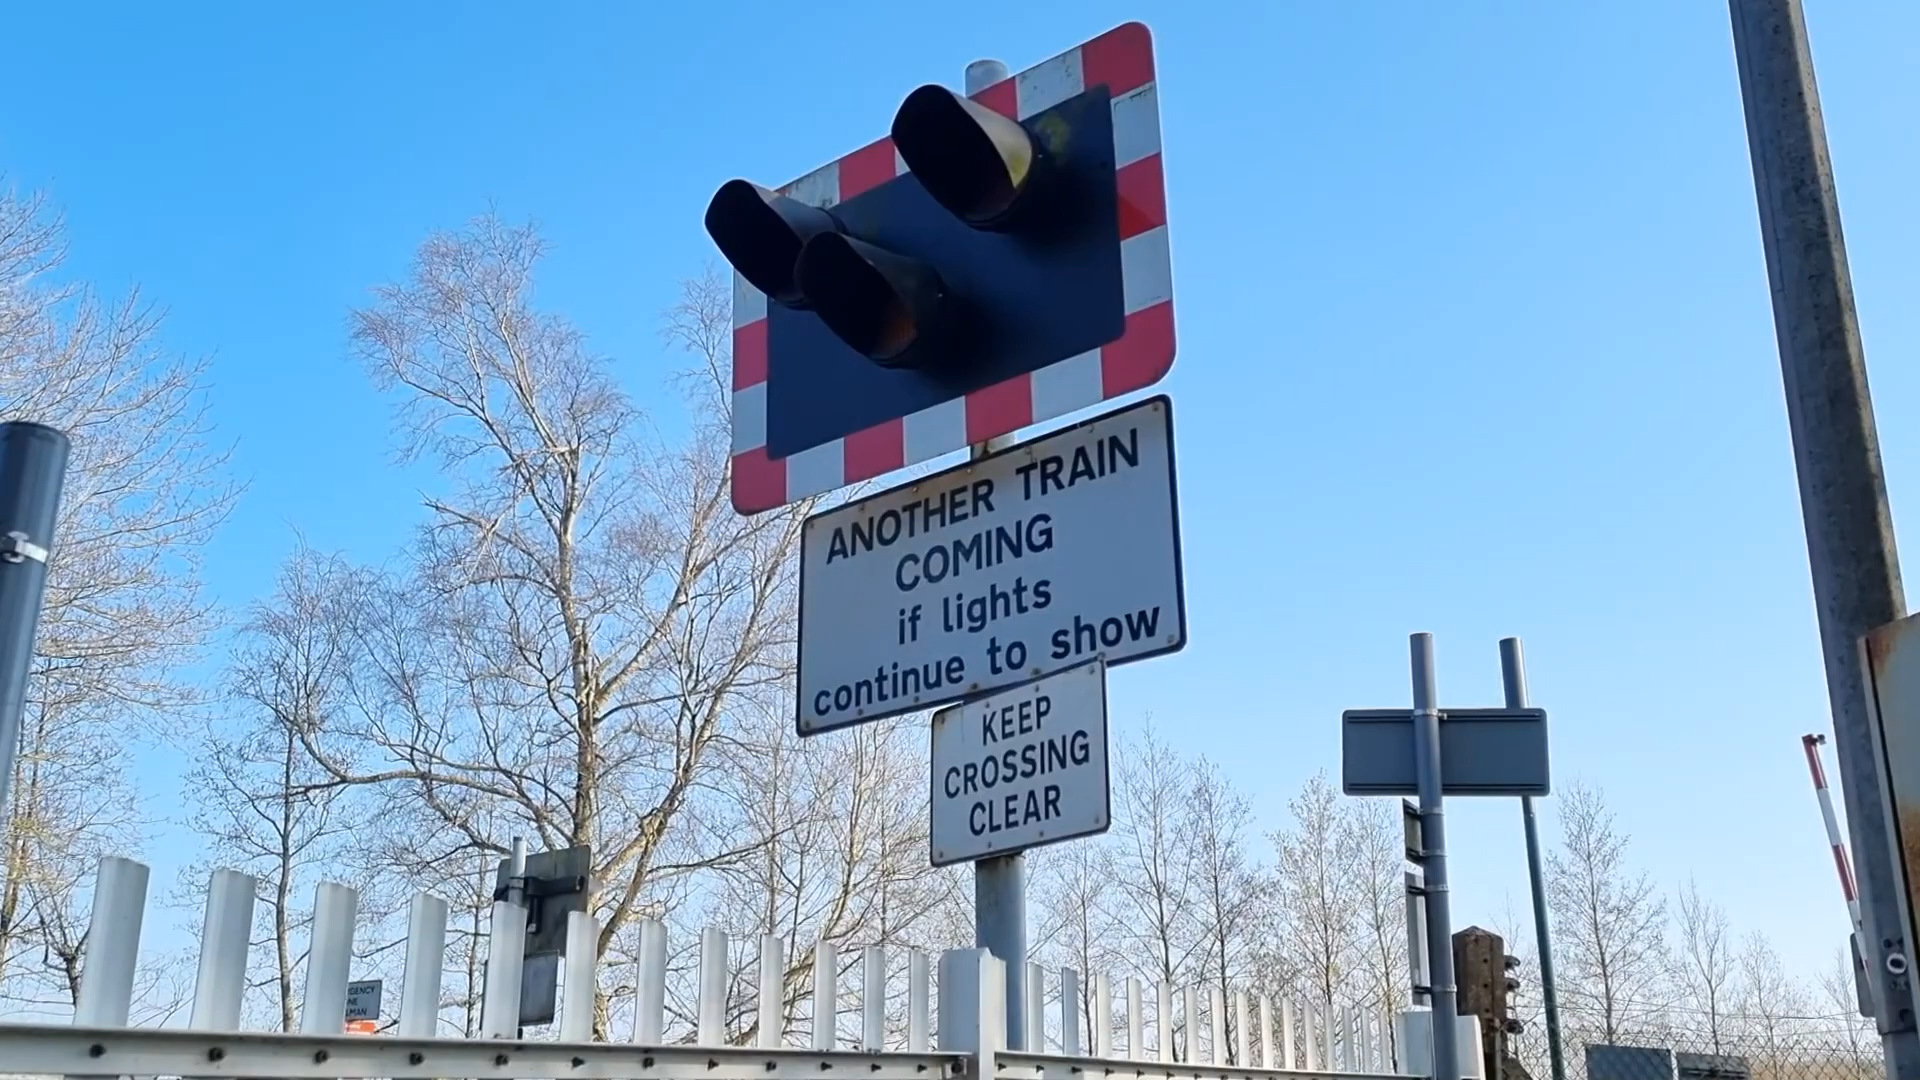 ANOTHER TRAIN
COMING
if lights
continue to show
KEEP
CROSSING
CLEAR